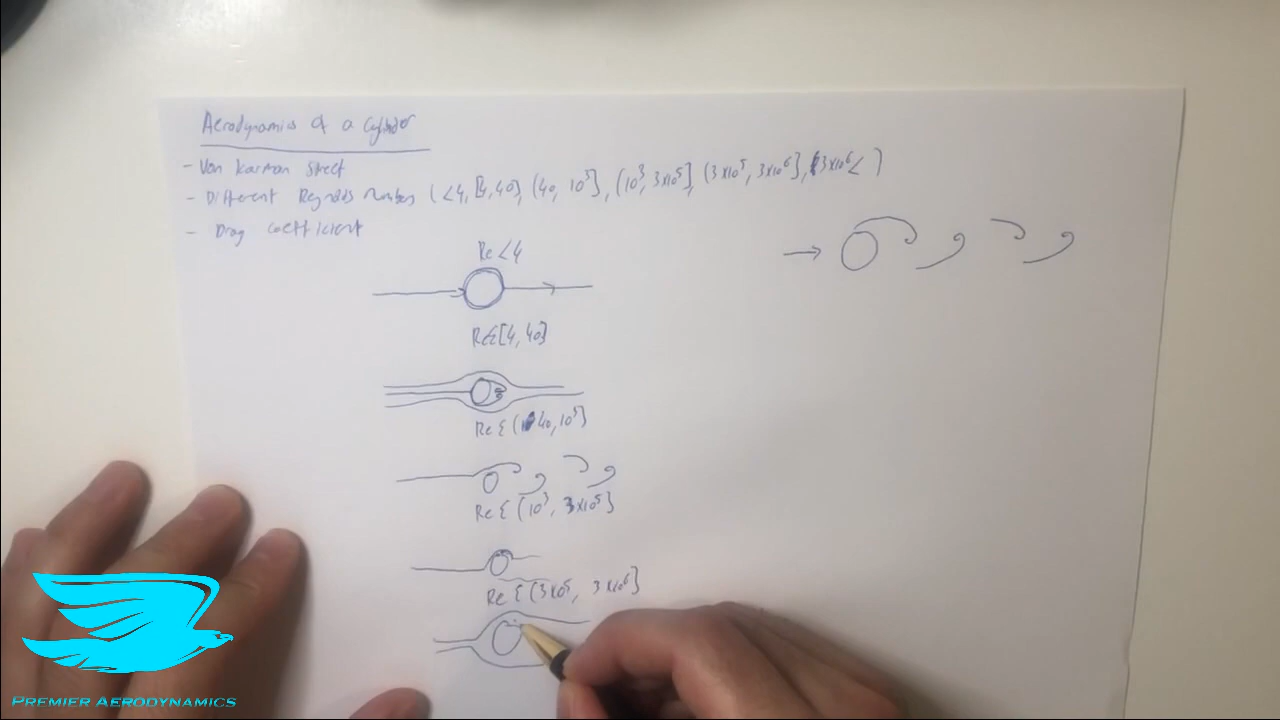 Aerodynamics of a Cylinder
- Von Karman Street
- Different Reynolds Numbers (<4, [4,40], (40, 10³], (10³, 3x10⁵], (3x10⁵, 3x10⁶], 3x10⁶< )
- Drag coefficient
Re<4
Re∈[4, 40]
Re∈(40, 10³]
Re∈(10³, 3x10⁵]
Re∈(3x10⁵, 3x10⁶]
PREMIER AERODYNAMICS